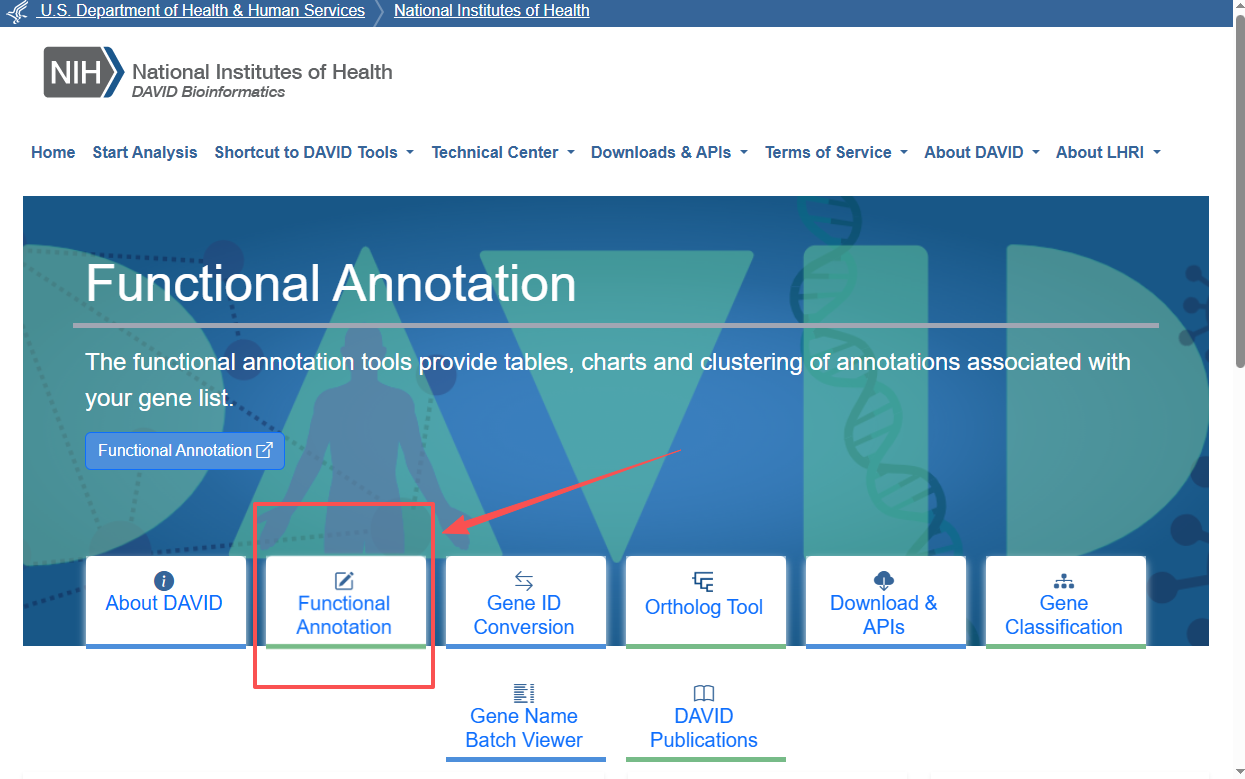 U.S. Department of Health & Human Services
National Institutes of Health
NIH
National Institutes of Health
DAVID Bioinformatics
Home
Start Analysis
Shortcut to DAVID Tools
Technical Center
Downloads & APIs
Terms of Service
About DAVID
About LHRI
DAVID
Functional Annotation
The functional annotation tools provide tables, charts and clustering of annotations associated with
your gene list.
Functional Annotation
About DAVID
Functional
Annotation
Gene ID
Conversion
Ortholog Tool
Download &
APIs
Gene
Classification
Gene Name
Batch Viewer
DAVID
Publications